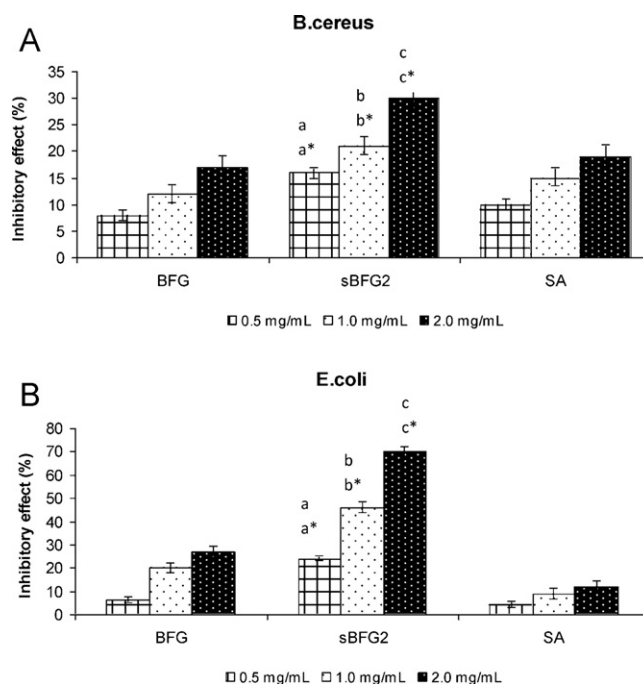 A
B.cereus
Inhibitory effect (%)
35
30
25
20
15
10
5
0
a
a*
b
b*
c
c*
BFG sBFG2 SA
0.5 mg/mL 1.0 mg/mL 2.0 mg/mL
B
E.coli
Inhibitory effect (%)
80
70
60
50
40
30
20
10
0
a
a*
b
b*
c
c*
BFG sBFG2 SA
0.5 mg/mL 1.0 mg/mL 2.0 mg/mL